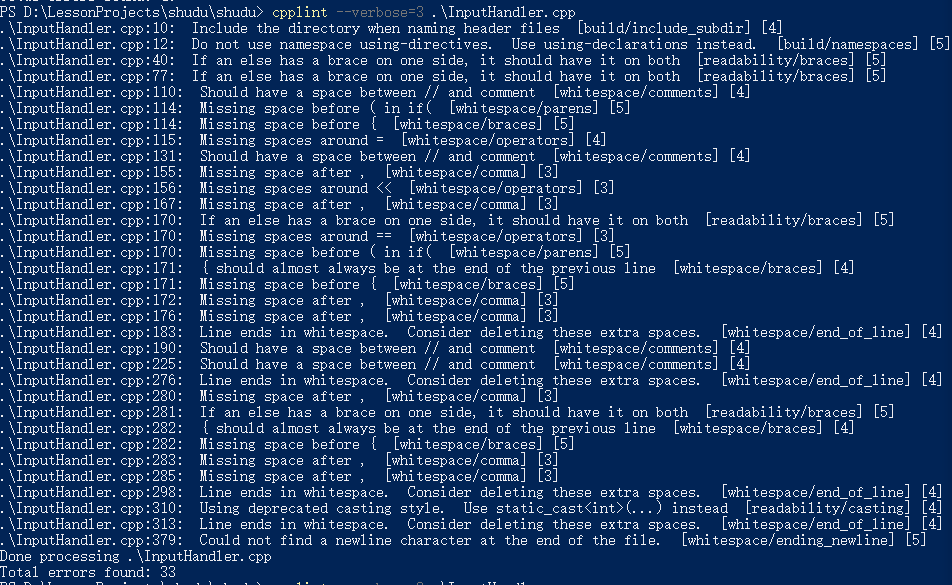 PS D:\LessonProjects\shudu\shudu> cpplint --verbose=3 .\InputHandler.cpp
.\InputHandler.cpp:10:  Include the directory when naming header files  [build/include_subdir] [4]
.\InputHandler.cpp:12:  Do not use namespace using-directives.  Use using-declarations instead.  [build/namespaces] [5]
.\InputHandler.cpp:40:  If an else has a brace on one side, it should have it on both  [readability/braces] [5]
.\InputHandler.cpp:77:  If an else has a brace on one side, it should have it on both  [readability/braces] [5]
.\InputHandler.cpp:110:  Should have a space between // and comment  [whitespace/comments] [4]
.\InputHandler.cpp:114:  Missing space before ( in if(  [whitespace/parens] [5]
.\InputHandler.cpp:114:  Missing space before {  [whitespace/braces] [5]
.\InputHandler.cpp:115:  Missing spaces around =  [whitespace/operators] [4]
.\InputHandler.cpp:131:  Should have a space between // and comment  [whitespace/comments] [4]
.\InputHandler.cpp:155:  Missing space after ,  [whitespace/comma] [3]
.\InputHandler.cpp:156:  Missing spaces around <<  [whitespace/operators] [3]
.\InputHandler.cpp:167:  Missing space after ,  [whitespace/comma] [3]
.\InputHandler.cpp:170:  If an else has a brace on one side, it should have it on both  [readability/braces] [5]
.\InputHandler.cpp:170:  Missing spaces around ==  [whitespace/operators] [3]
.\InputHandler.cpp:170:  Missing space before ( in if(  [whitespace/parens] [5]
.\InputHandler.cpp:171:  { should almost always be at the end of the previous line  [whitespace/braces] [4]
.\InputHandler.cpp:171:  Missing space before {  [whitespace/braces] [5]
.\InputHandler.cpp:172:  Missing space after ,  [whitespace/comma] [3]
.\InputHandler.cpp:176:  Missing space after ,  [whitespace/comma] [3]
.\InputHandler.cpp:183:  Line ends in whitespace.  Consider deleting these extra spaces.  [whitespace/end_of_line] [4]
.\InputHandler.cpp:190:  Should have a space between // and comment  [whitespace/comments] [4]
.\InputHandler.cpp:225:  Should have a space between // and comment  [whitespace/comments] [4]
.\InputHandler.cpp:276:  Line ends in whitespace.  Consider deleting these extra spaces.  [whitespace/end_of_line] [4]
.\InputHandler.cpp:280:  Missing space after ,  [whitespace/comma] [3]
.\InputHandler.cpp:281:  If an else has a brace on one side, it should have it on both  [readability/braces] [5]
.\InputHandler.cpp:282:  { should almost always be at the end of the previous line  [whitespace/braces] [4]
.\InputHandler.cpp:282:  Missing space before {  [whitespace/braces] [5]
.\InputHandler.cpp:283:  Missing space after ,  [whitespace/comma] [3]
.\InputHandler.cpp:285:  Missing space after ,  [whitespace/comma] [3]
.\InputHandler.cpp:298:  Line ends in whitespace.  Consider deleting these extra spaces.  [whitespace/end_of_line] [4]
.\InputHandler.cpp:310:  Using deprecated casting style.  Use static_cast<int>(...) instead  [readability/casting] [4]
.\InputHandler.cpp:313:  Line ends in whitespace.  Consider deleting these extra spaces.  [whitespace/end_of_line] [4]
.\InputHandler.cpp:379:  Could not find a newline character at the end of the file.  [whitespace/ending_newline] [5]
Done processing .\InputHandler.cpp
Total errors found: 33